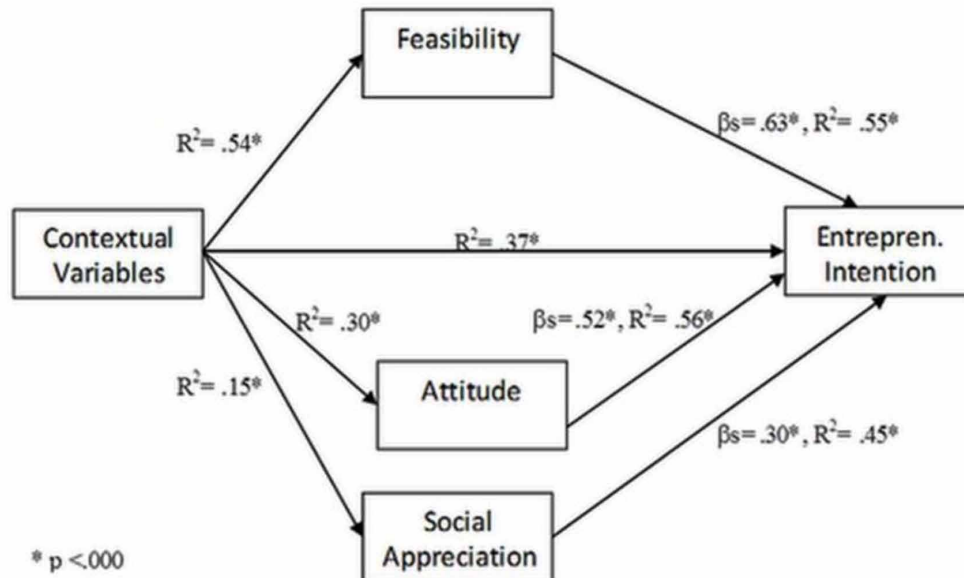 Feasibility
R²= .54*
βs= .63*, R²= .55*
Contextual
Variables
R²= .37*
Entrepren.
Intention
R²= .30*
βs= .52*, R²= .56*
R²= .15*
Attitude
βs= .30*, R²= .45*
Social
Appreciation
* p <.000